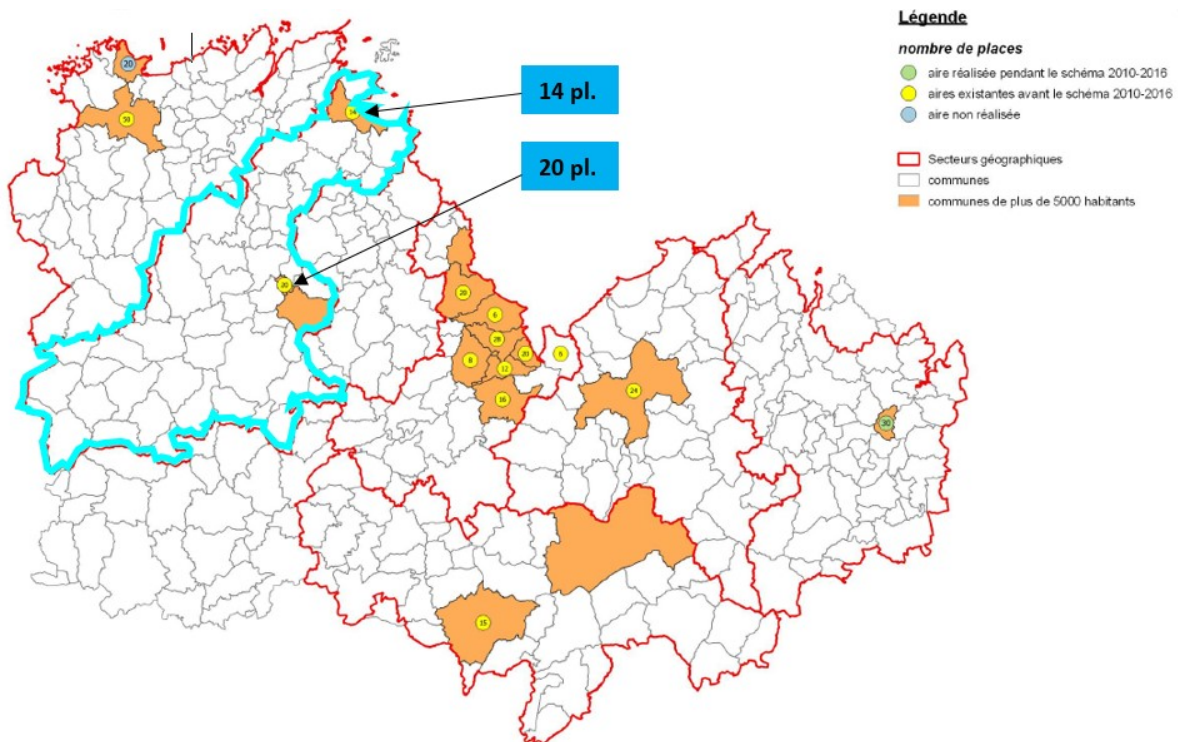 Légende
nombre de places
aire réalisée pendant le schéma 2010-2016
aires existantes avant le schéma 2010-2016
aire non réalisée
Secteurs géographiques
communes
communes de plus de 5000 habitants
14 pl.
20 pl.
20
14
20
20
6
28
20
6
8
12
16
24
15